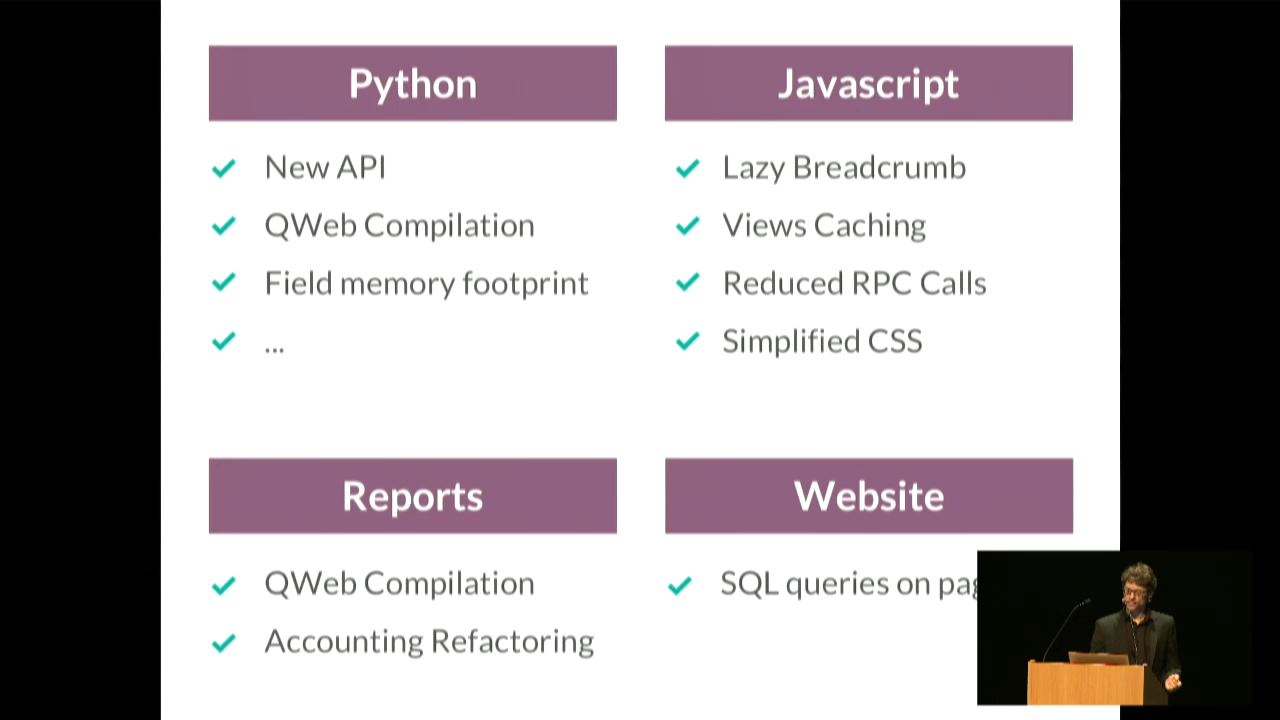 Python
New API
QWeb Compilation
Field memory footprint
...
Javascript
Lazy Breadcrumb
Views Caching
Reduced RPC Calls
Simplified CSS
Reports
QWeb Compilation
Accounting Refactoring
Website
SQL queries on